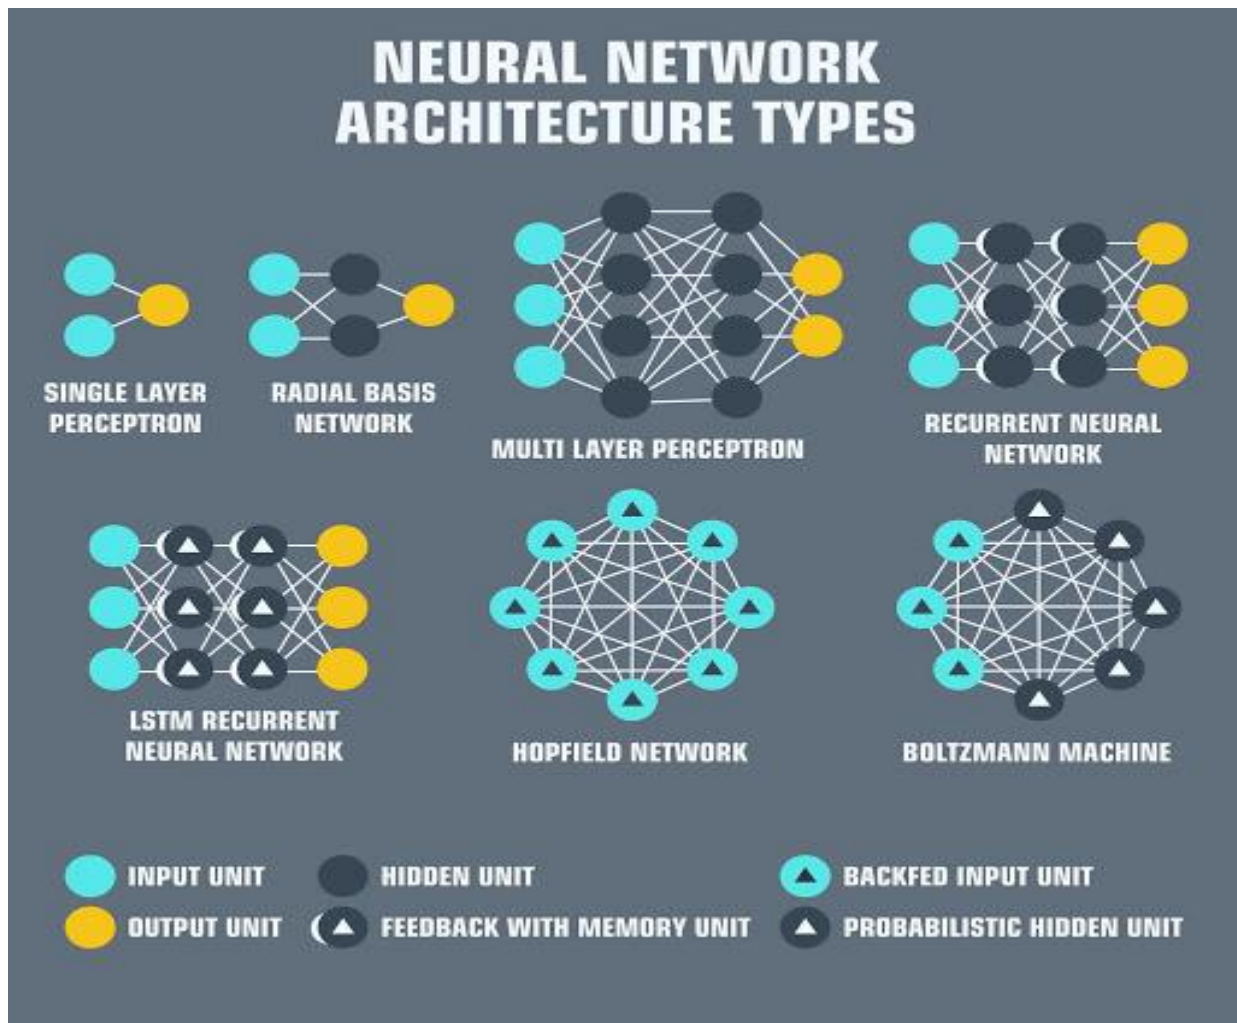 NEURAL NETWORK
ARCHITECTURE TYPES
SINGLE LAYER
PERCEPTRON
RADIAL BASIS
NETWORK
MULTI LAYER PERCEPTRON
RECURRENT NEURAL
NETWORK
LSTM RECURRENT
NEURAL NETWORK
HOPFIELD NETWORK
BOLTZMANN MACHINE
INPUT UNIT
HIDDEN UNIT
BACKFED INPUT UNIT
OUTPUT UNIT
FEEDBACK WITH MEMORY UNIT
PROBABILISTIC HIDDEN UNIT